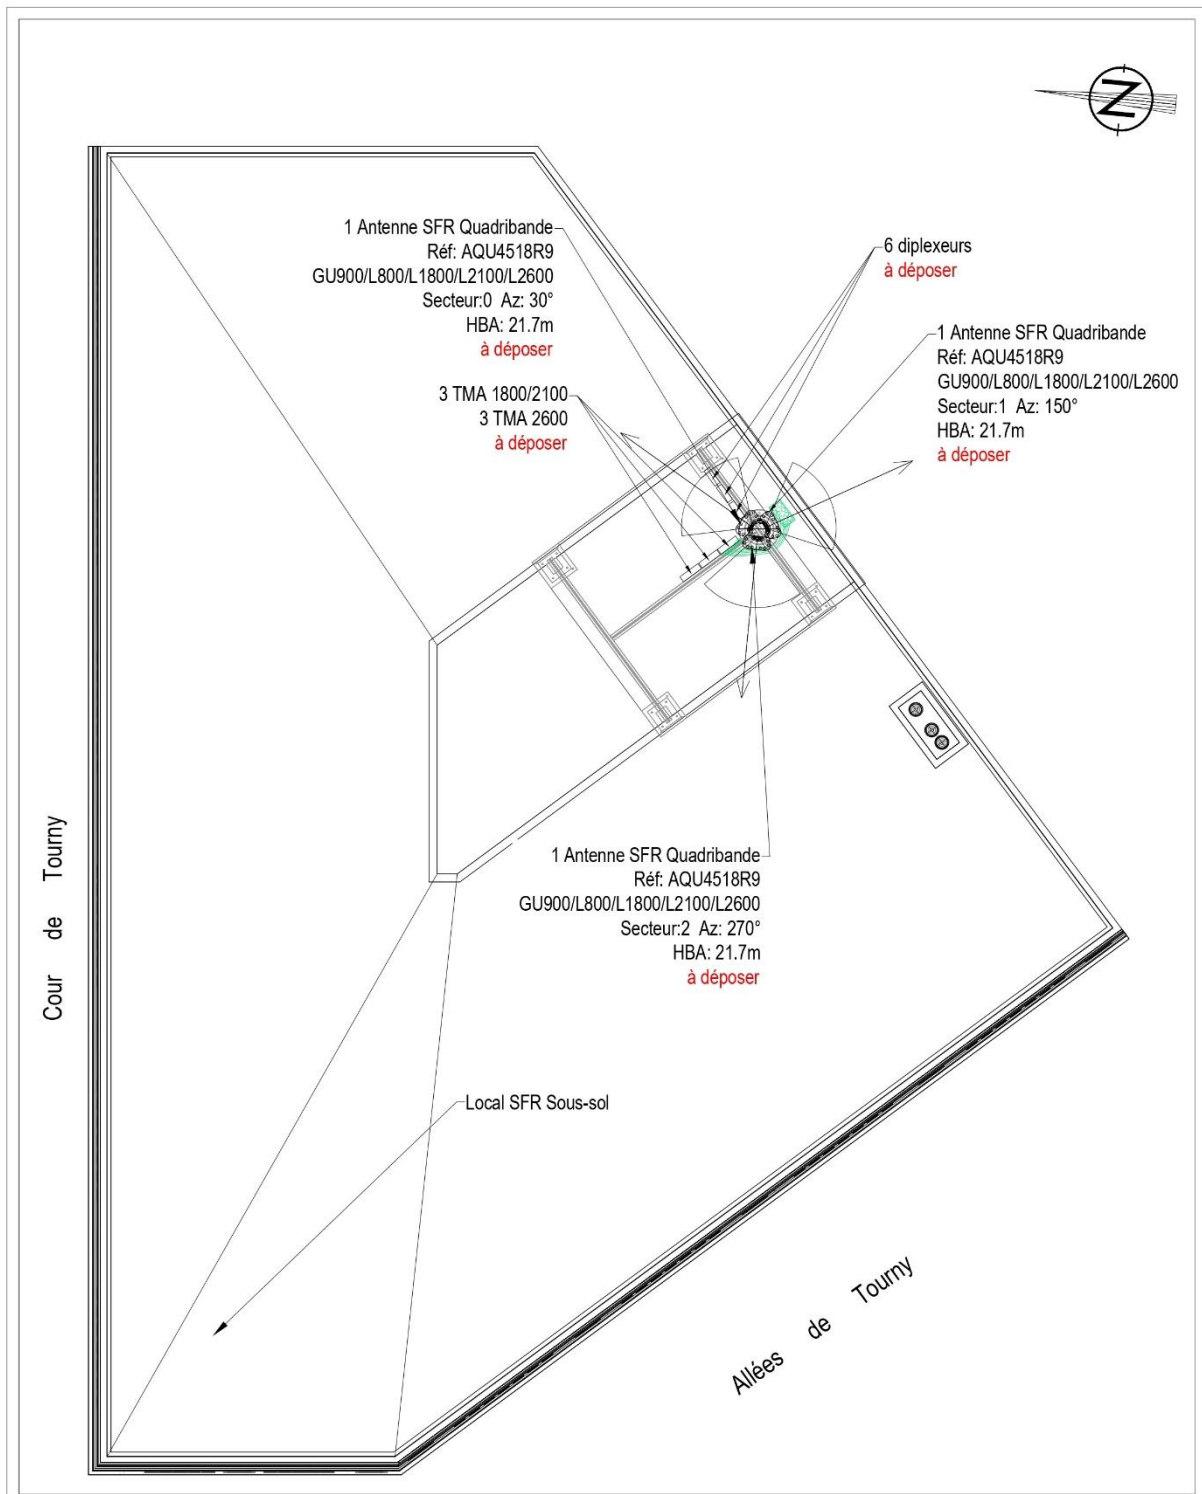 N
1 Antenne SFR Quadribande
Réf: AQU4518R9
GU900/L800/L1800/L2100/L2600
Secteur:0 Az: 30°
HBA: 21.7m
à déposer
6 diplexeurs
à déposer
1 Antenne SFR Quadribande
Réf: AQU4518R9
GU900/L800/L1800/L2100/L2600
Secteur:1 Az: 150°
HBA: 21.7m
à déposer
3 TMA 1800/2100
3 TMA 2600
à déposer
1 Antenne SFR Quadribande
Réf: AQU4518R9
GU900/L800/L1800/L2100/L2600
Secteur:2 Az: 270°
HBA: 21.7m
à déposer
Cour de Tourny
Local SFR Sous-sol
Allées de Tourny